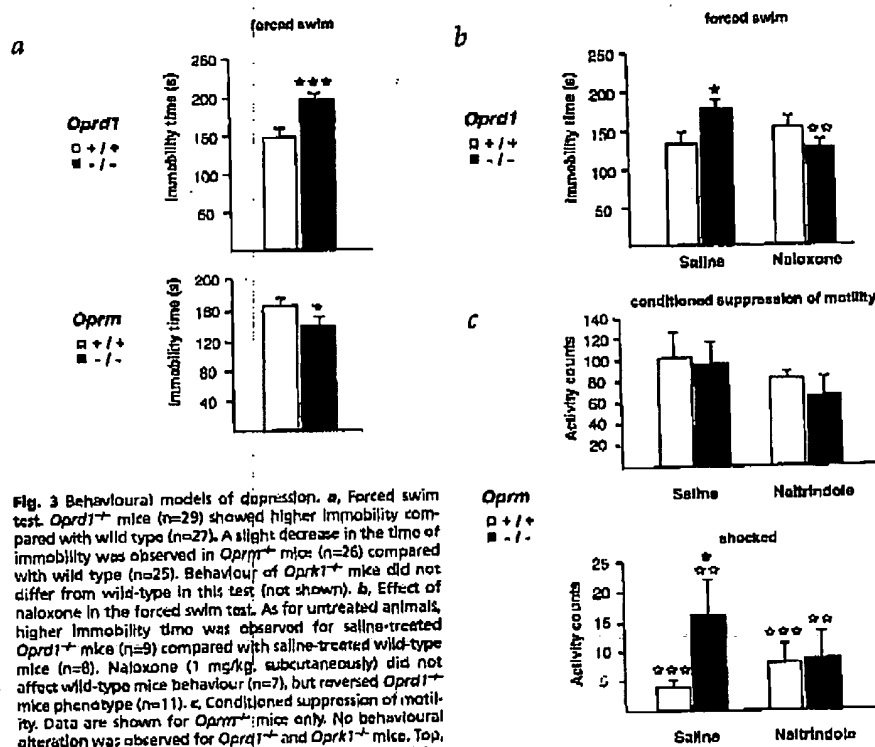 a
forced swim
Oprd1
+/+
-/-
Immobility time (s)
250
200
150
100
50
***
Oprm
+/+
-/-
Immobility time (s)
200
160
120
80
40
*
b
forced swim
Oprd1
+/+
-/-
Immobility time (s)
250
200
150
100
50
*
☆☆
Saline
Naloxone
c
conditioned suppression of motility
Activity counts
140
120
100
80
60
40
20
Saline
Naltrindole
Oprm
+/+
-/-
shocked
Activity counts
25
20
15
10
5
☆☆☆
*
☆☆
☆☆☆
☆☆
Saline
Naltrindole
Fig. 3 Behavioural models of depression. a, Forced swim
test. Oprd1-/- mice (n=29) showed higher immobility com-
pared with wild type (n=27). A slight decrease in the time of
immobility was observed in Oprm-/- mice (n=26) compared
with wild type (n=25). Behaviour of Oprk1-/- mice did not
differ from wild-type in this test (not shown). b, Effect of
naloxone in the forced swim test. As for untreated animals,
higher immobility time was observed for saline-treated
Oprd1-/- mice (n=9) compared with saline-treated wild-type
mice (n=8). Naloxone (1 mg/kg, subcutaneously) did not
affect wild-type mice behaviour (n=7), but reversed Oprd1-/-
mice phenotype (n=11). c, Conditioned suppression of motil-
ity. Data are shown for Oprm-/- mice only. No behavioural
alteration was observed for Oprd1-/- and Oprk1-/- mice. Top,